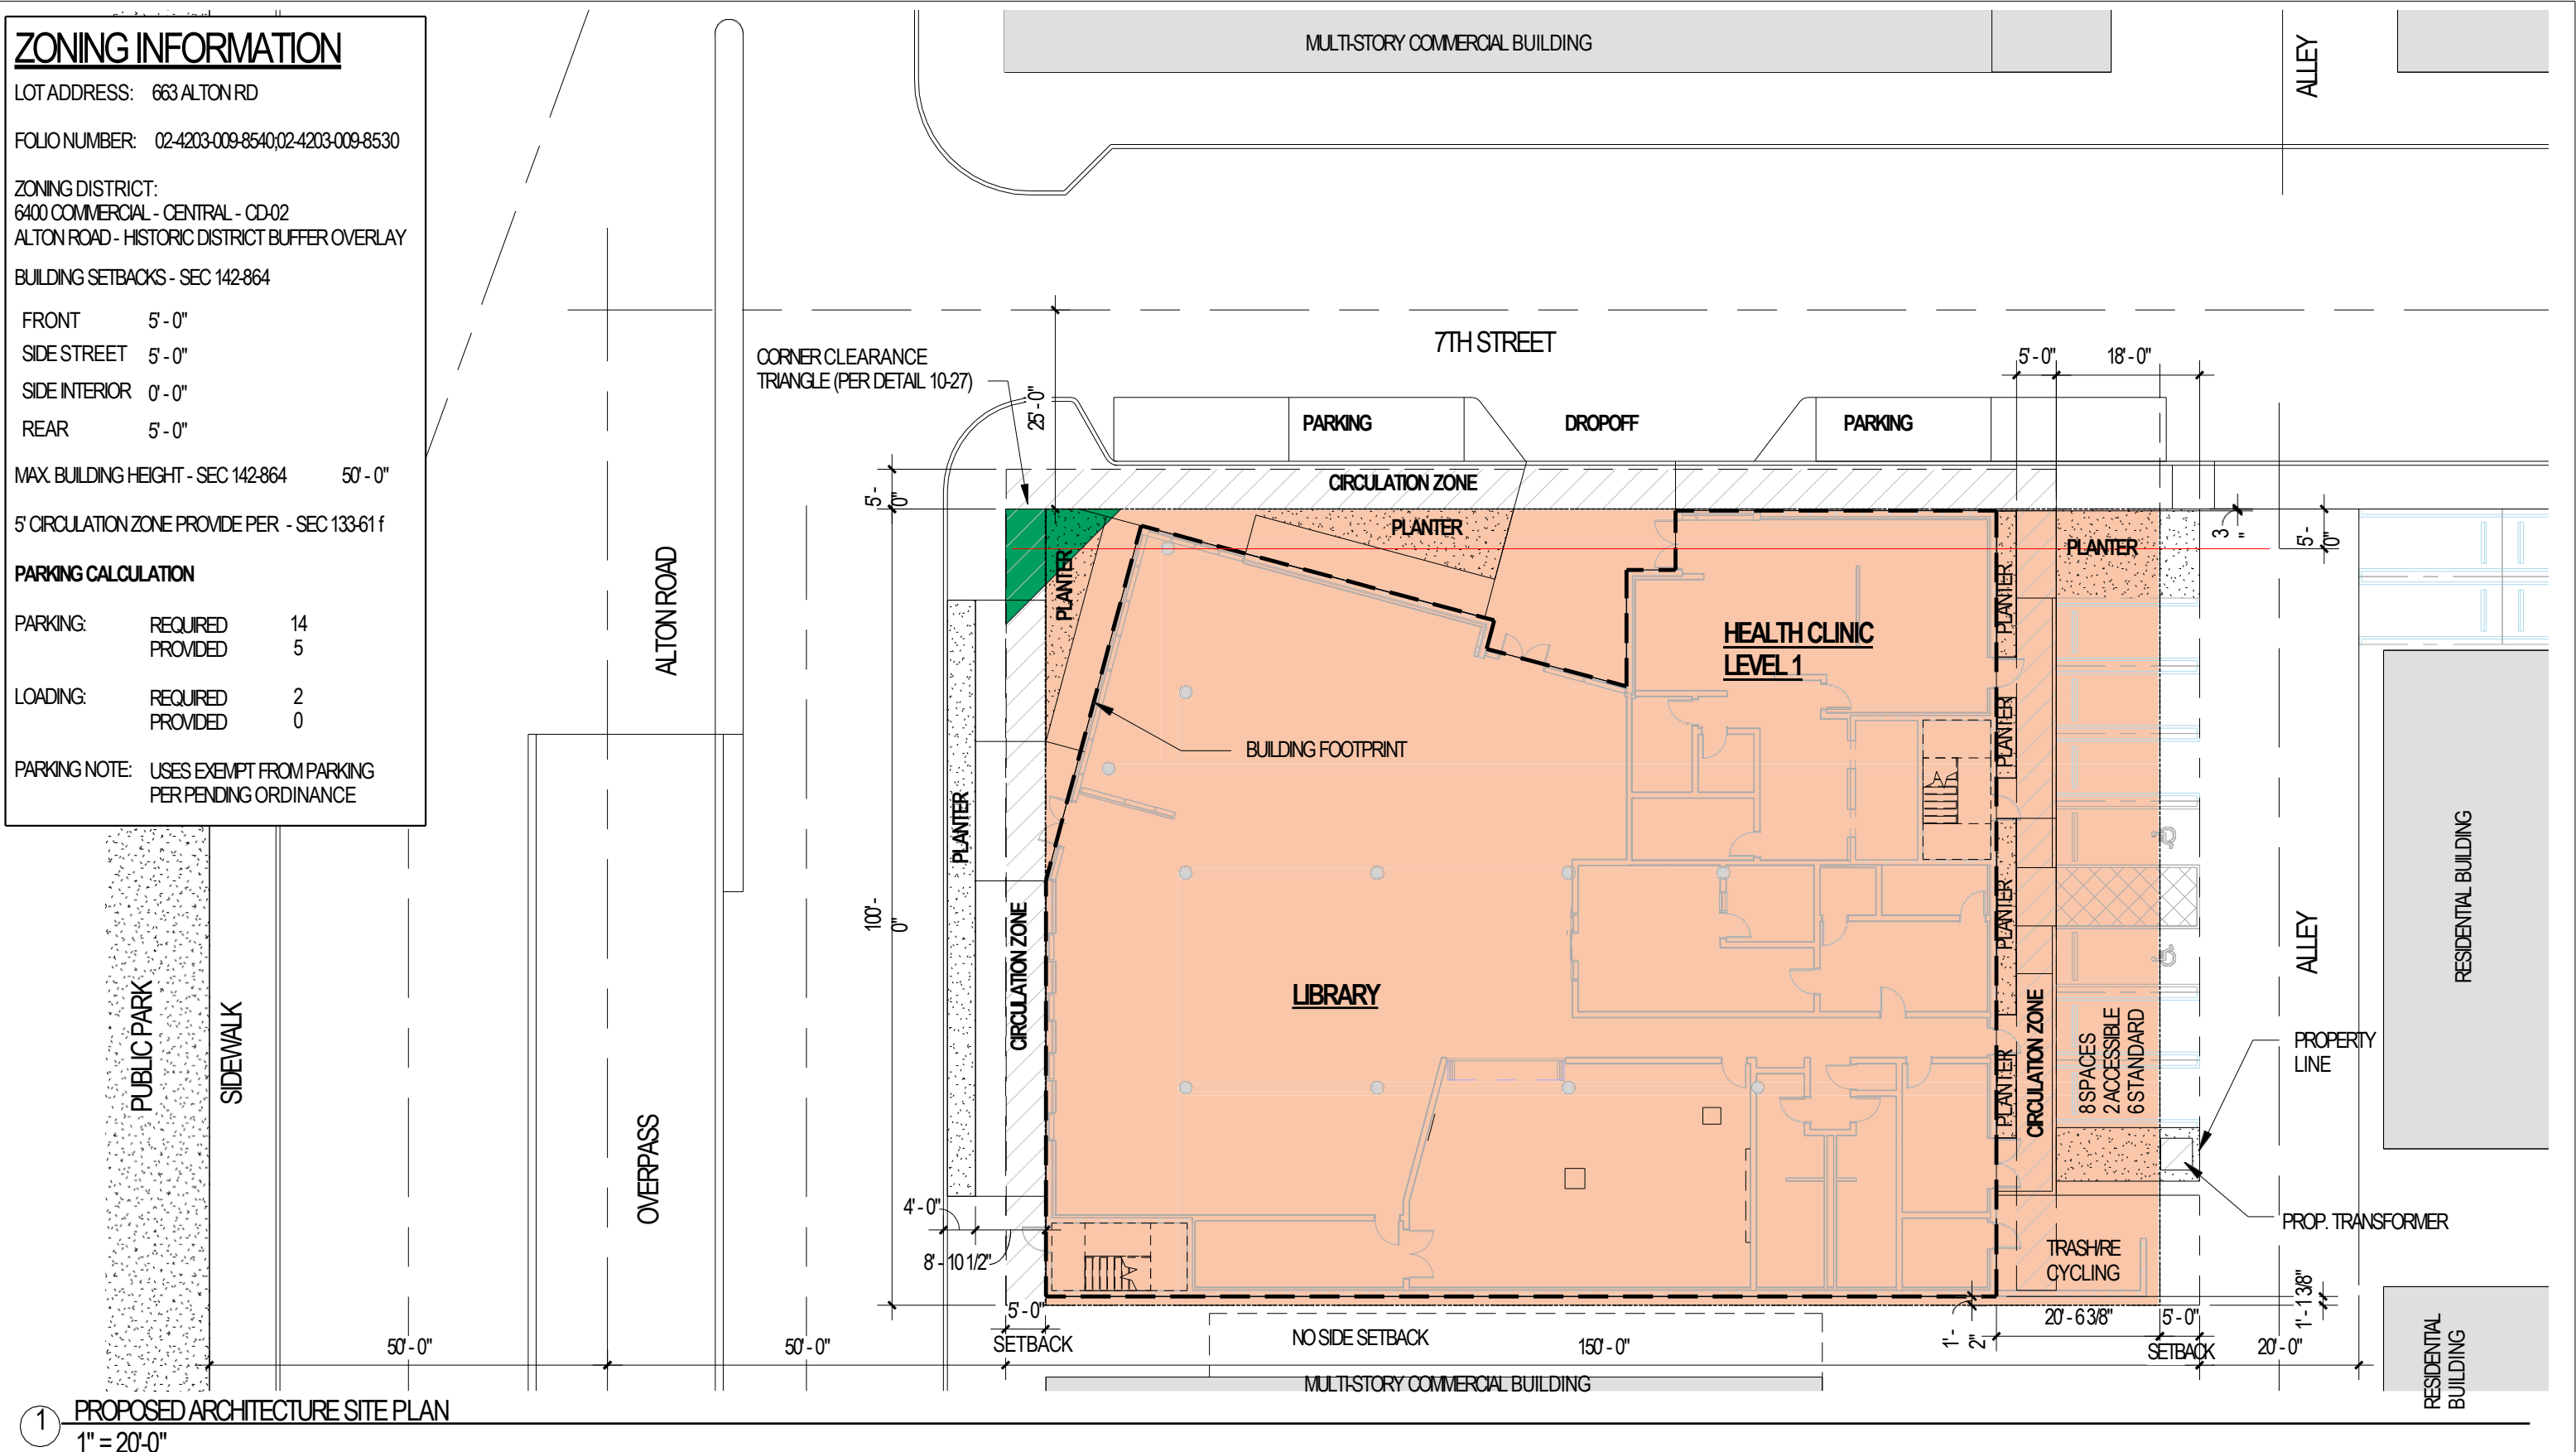 ZONING INFORMATION
LOT ADDRESS: 663 ALTON RD
FOLIO NUMBER: 02-4203-009-8540;02-4203-009-8530
ZONING DISTRICT:
6400 COMMERCIAL - CENTRAL - CD-02
ALTON ROAD - HISTORIC DISTRICT BUFFER OVERLAY
BUILDING SETBACKS - SEC 142-864
FRONT 5' - 0"
SIDE STREET 5' - 0"
SIDE INTERIOR 0' - 0"
REAR 5' - 0"
MAX. BUILDING HEIGHT - SEC 142-864 50' - 0"
5' CIRCULATION ZONE PROVIDE PER - SEC 133-61 f
PARKING CALCULATION
PARKING: REQUIRED 14
PROVIDED 5
LOADING: REQUIRED 2
PROVIDED 0
PARKING NOTE: USES EXEMPT FROM PARKING
PER PENDING ORDINANCE
MULTI-STORY COMMERCIAL BUILDING
ALLEY
7TH STREET
CORNER CLEARANCE
TRIANGLE (PER DETAIL 10-27)
25' - 0"
5' - 0"
18' - 0"
PARKING
DROPOFF
PARKING
CIRCULATION ZONE
5' -
0"
PLANTER
PLANTER
PLANTER
3
"
5' -
0"
PLANTER
HEALTH CLINIC
LEVEL 1
PLANTER
BUILDING FOOTPRINT
ALTON ROAD
PLANTER
100' -
0"
CIRCULATION ZONE
PLANTER
LIBRARY
PLANTER
CIRCULATION ZONE
8 SPACES
2 ACCESSIBLE
6 STANDARD
ALLEY
RESIDENTIAL BUILDING
PROPERTY
LINE
PROP. TRANSFORMER
PUBLIC PARK
SIDEWALK
OVERPASS
4' - 0"
8' - 10 1/2"
TRASH/RE
CYCLING
5' - 0"
SETBACK
NO SIDE SETBACK
150' - 0"
1' -
2"
20' - 6 3/8"
5' - 0"
SETBACK
1' - 1 3/8"
20' - 0"
50' - 0"
50' - 0"
MULTI-STORY COMMERCIAL BUILDING
RESIDENTIAL
BUILDING
1 PROPOSED ARCHITECTURE SITE PLAN
1" = 20'-0"